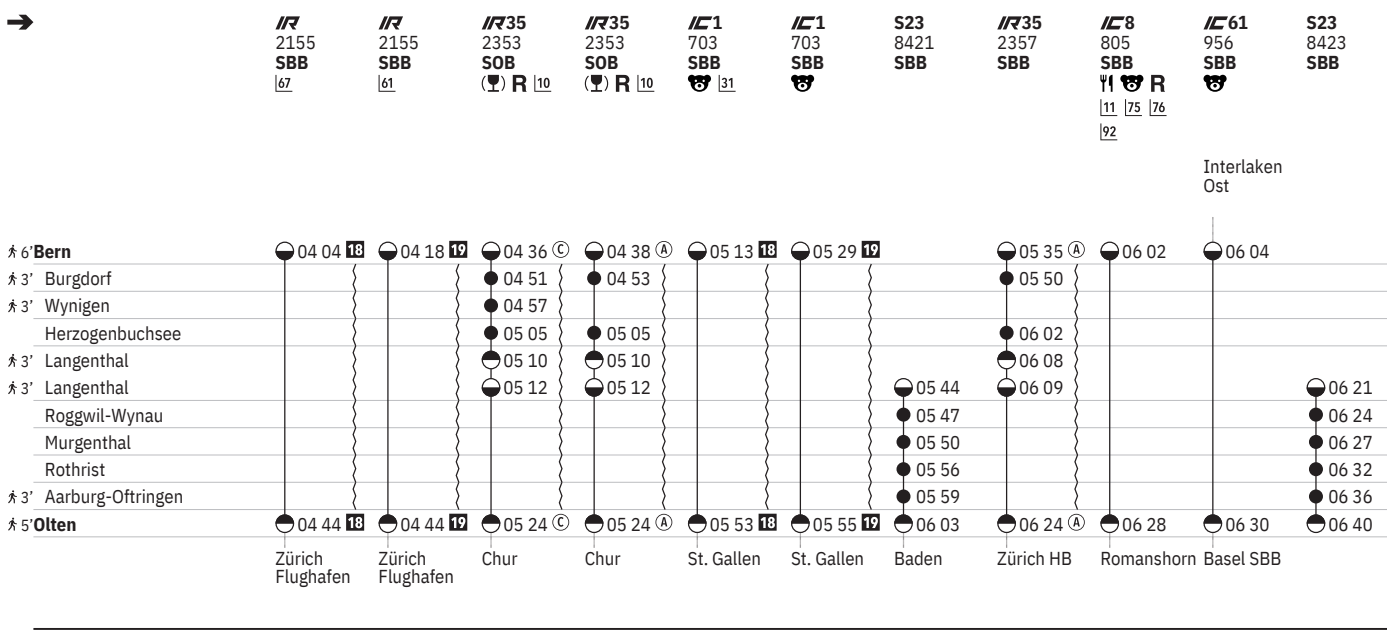 ➔ IR IR IR35 IR35 IC1 IC1 S23 IR35 IC8 IC61 S23
2155 2155 2353 2353 703 703 8421 2357 805 956 8423
SBB SBB SOB SOB SBB SBB SBB SBB SBB SBB SBB
67 61 ( ) R 10 ( ) R 10 31 R
11 75 76
92
Interlaken
Ost
6' Bern 04 04 18 04 18 19 04 36 Ⓒ 04 38 Ⓐ 05 13 18 05 29 19 05 35 Ⓐ 06 02 06 04
3' Burgdorf 04 51 04 53 05 50
3' Wynigen 04 57
Herzogenbuchsee 05 05 05 05 06 02
3' Langenthal 05 10 05 10 06 08
3' Langenthal 05 12 05 12 05 44 06 09 06 21
Roggwil-Wynau 05 47 06 24
Murgenthal 05 50 06 27
Rothrist 05 56 06 32
3' Aarburg-Oftringen 05 59 06 36
5' Olten 04 44 18 04 44 19 05 24 Ⓒ 05 24 Ⓐ 05 53 18 05 55 19 06 03 06 24 Ⓐ 06 28 06 30 06 40
Zürich Zürich Chur Chur St. Gallen St. Gallen Baden Zürich HB Romanshorn Basel SBB
Flughafen Flughafen